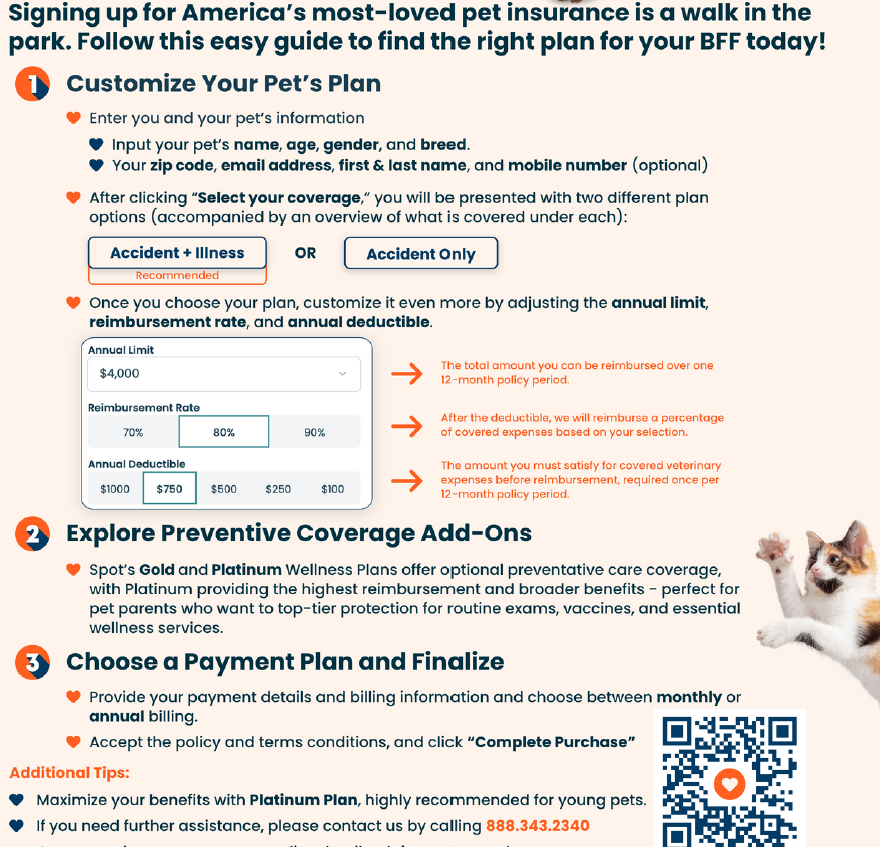 Signing up for America's most-loved pet insurance is a walk in the
park. Follow this easy guide to find the right plan for your BFF today!
1 Customize Your Pet's Plan
Enter you and your pet's information
Input your pet's name, age, gender, and breed.
Your zip code, email address, first & last name, and mobile number (optional)
After clicking "Select your coverage," you will be presented with two different plan
options (accompanied by an overview of what is covered under each):
Accident + Illness OR Accident Only
Recommended
Once you choose your plan, customize it even more by adjusting the annual limit,
reimbursement rate, and annual deductible.
Annual Limit
$4,000
The total amount you can be reimbursed over one
12-month policy period.
Reimbursement Rate
70% 80% 90%
After the deductible, we will reimburse a percentage
of covered expenses based on your selection.
Annual Deductible
$1000 $750 $500 $250 $100
The amount you must satisfy for covered veterinary
expenses before reimbursement, required once per
12-month policy period.
2 Explore Preventive Coverage Add-Ons
Spot's Gold and Platinum Wellness Plans offer optional preventative care coverage,
with Platinum providing the highest reimbursement and broader benefits - perfect for
pet parents who want to top-tier protection for routine exams, vaccines, and essential
wellness services.
3 Choose a Payment Plan and Finalize
Provide your payment details and billing information and choose between monthly or
annual billing.
Accept the policy and terms conditions, and click "Complete Purchase"
Additional Tips:
Maximize your benefits with Platinum Plan, highly recommended for young pets.
If you need further assistance, please contact us by calling 888.343.2340